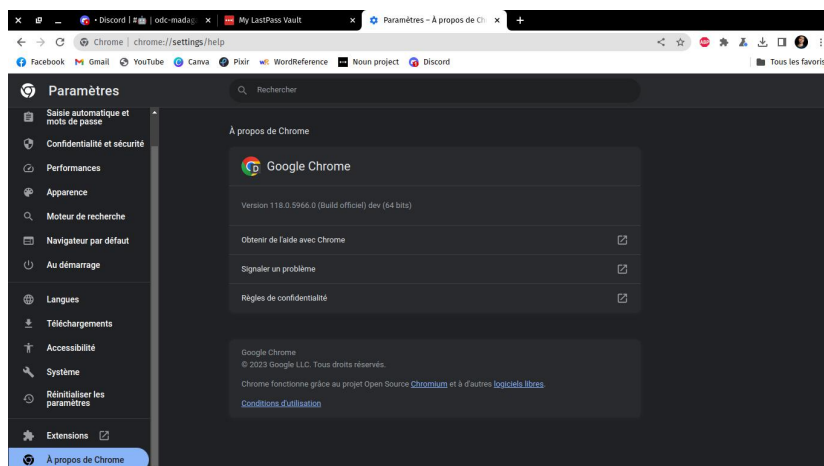 Discord | #
odc-madag
My LastPass Vault
Paramètres – À propos de Ch
Chrome | chrome://settings/help
ABP
Facebook
Gmail
YouTube
Canva
Pixir
WordReference
Noun project
Discord
Tous les favoris
Paramètres
Rechercher
Saisie automatique et
mots de passe
Confidentialité et sécurité
Performances
Apparence
Moteur de recherche
Navigateur par défaut
Au démarrage
Langues
Téléchargements
Accessibilité
Système
Réinitialiser les
paramètres
Extensions
À propos de Chrome
À propos de Chrome
Google Chrome
Version 118.0.5966.0 (Build officiel) dev (64 bits)
Obtenir de l'aide avec Chrome
Signaler un problème
Règles de confidentialité
Google Chrome
© 2023 Google LLC. Tous droits réservés.
Chrome fonctionne grâce au projet Open Source Chromium et à d'autres logiciels libres.
Conditions d'utilisation